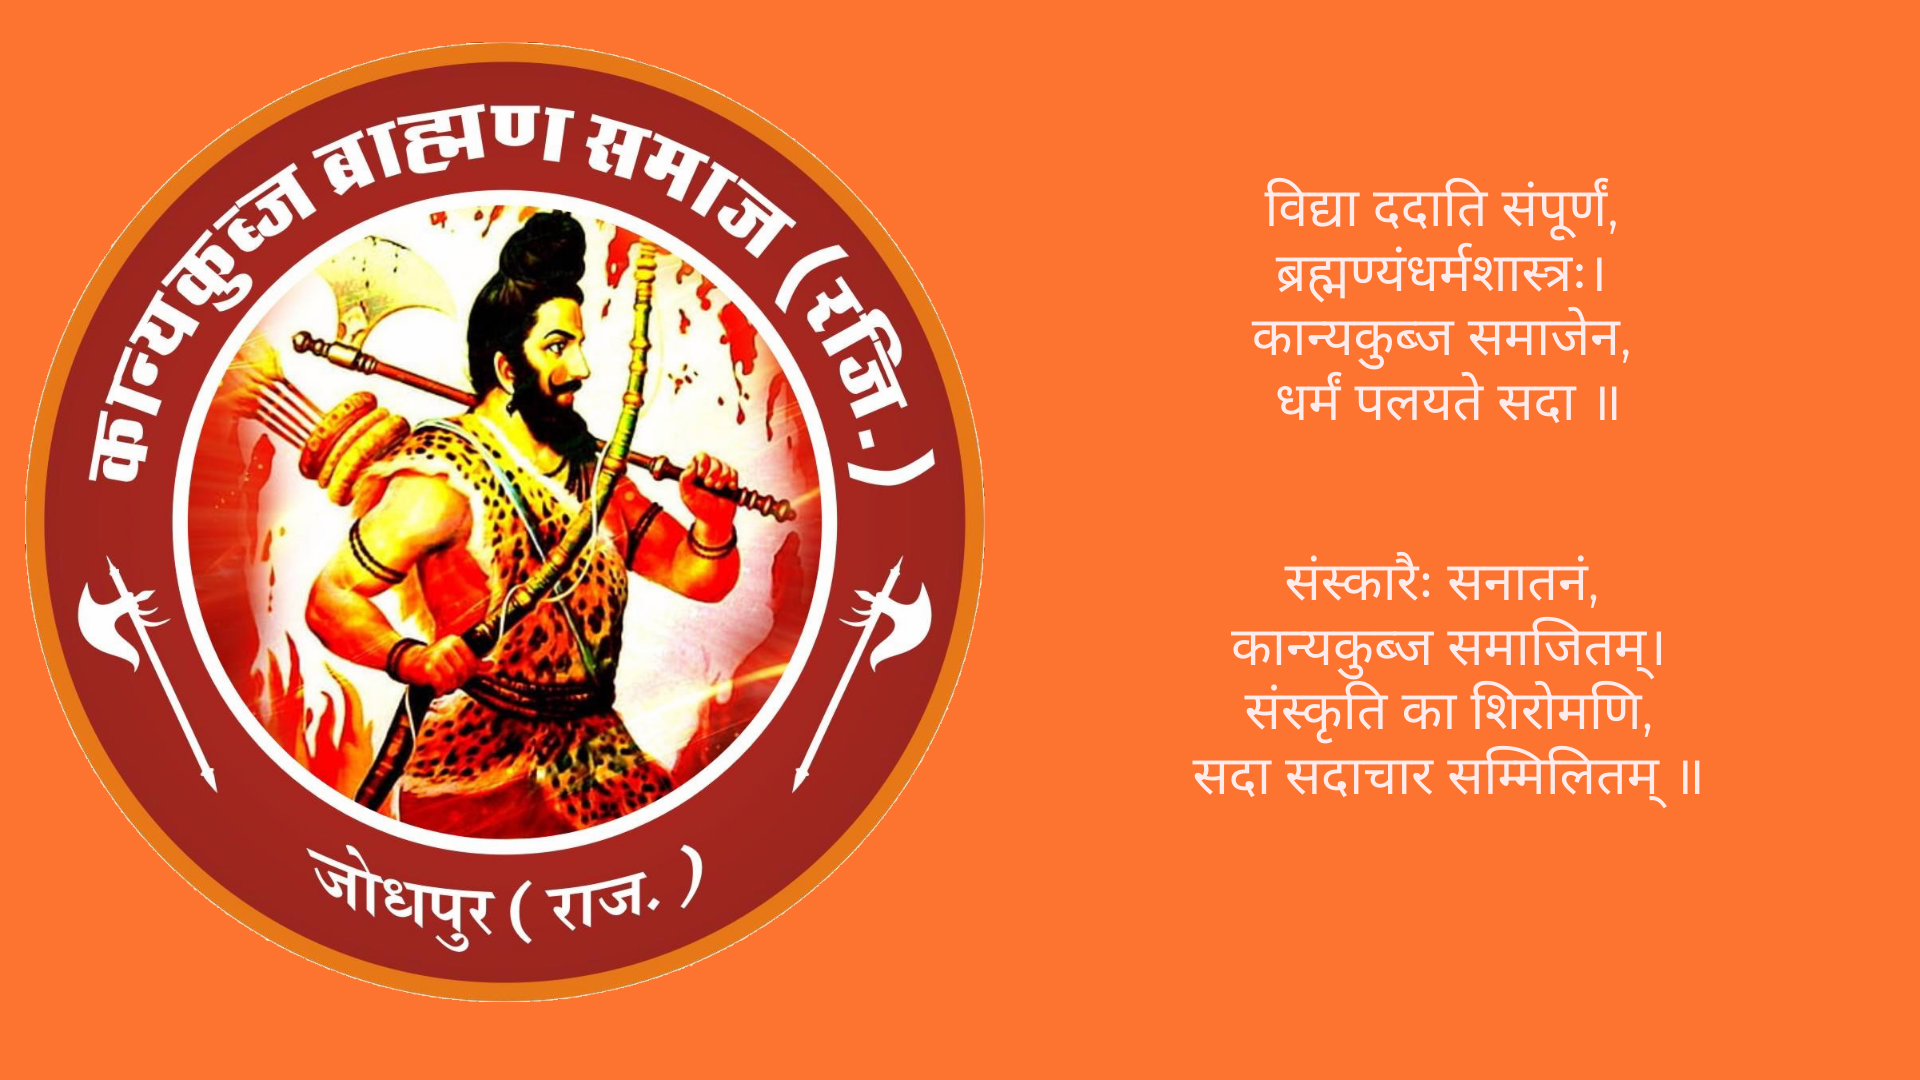 कान्यकुब्ज ब्राह्मण समाज (रजि.)
जोधपुर ( राज. )
विद्या ददाति संपूर्णं,
ब्रह्मण्यंधर्मशास्त्रः।
कान्यकुब्ज समाजेन,
धर्मं पलयते सदा ॥
संस्कारैः सनातनं,
कान्यकुब्ज समाजितम्।
संस्कृति का शिरोमणि,
सदा सदाचार सम्मिलितम् ॥